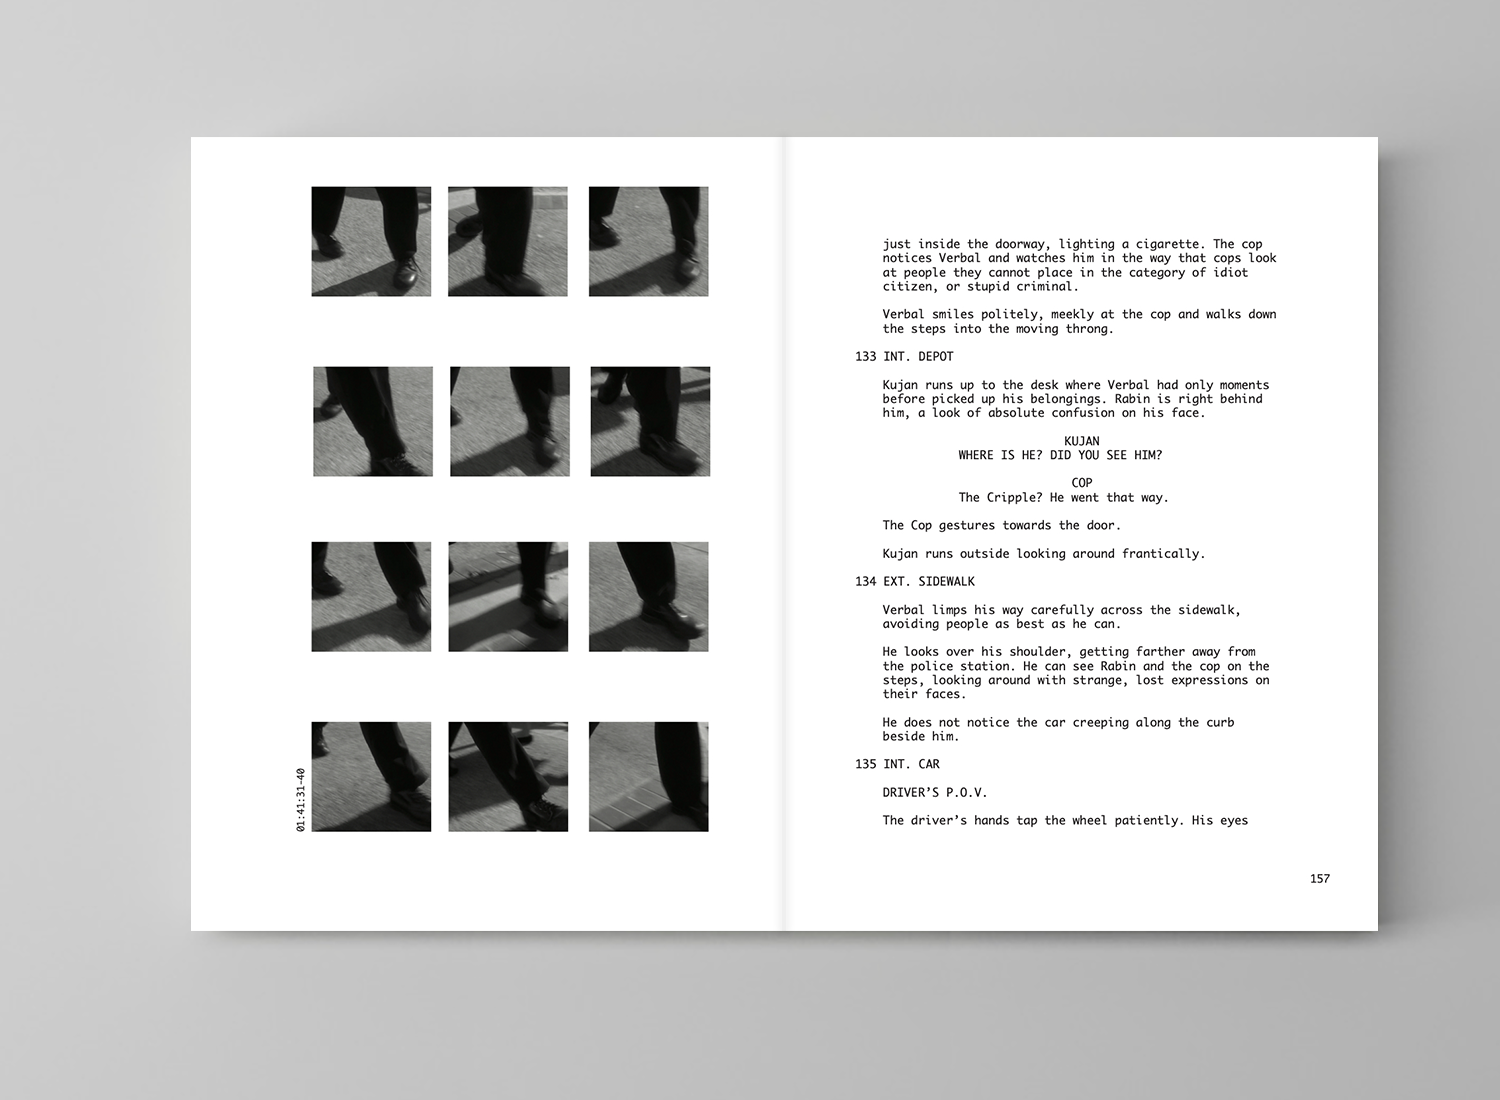 01:41:31-40
just inside the doorway, lighting a cigarette. The cop
notices Verbal and watches him in the way that cops look
at people they cannot place in the category of idiot
citizen, or stupid criminal.
Verbal smiles politely, meekly at the cop and walks down
the steps into the moving throng.
133 INT. DEPOT
Kujan runs up to the desk where Verbal had only moments
before picked up his belongings. Rabin is right behind
him, a look of absolute confusion on his face.
KUJAN
WHERE IS HE? DID YOU SEE HIM?
COP
The Cripple? He went that way.
The Cop gestures towards the door.
Kujan runs outside looking around frantically.
134 EXT. SIDEWALK
Verbal limps his way carefully across the sidewalk,
avoiding people as best as he can.
He looks over his shoulder, getting farther away from
the police station. He can see Rabin and the cop on the
steps, looking around with strange, lost expressions on
their faces.
He does not notice the car creeping along the curb
beside him.
135 INT. CAR
DRIVER’S P.O.V.
The driver’s hands tap the wheel patiently. His eyes
157